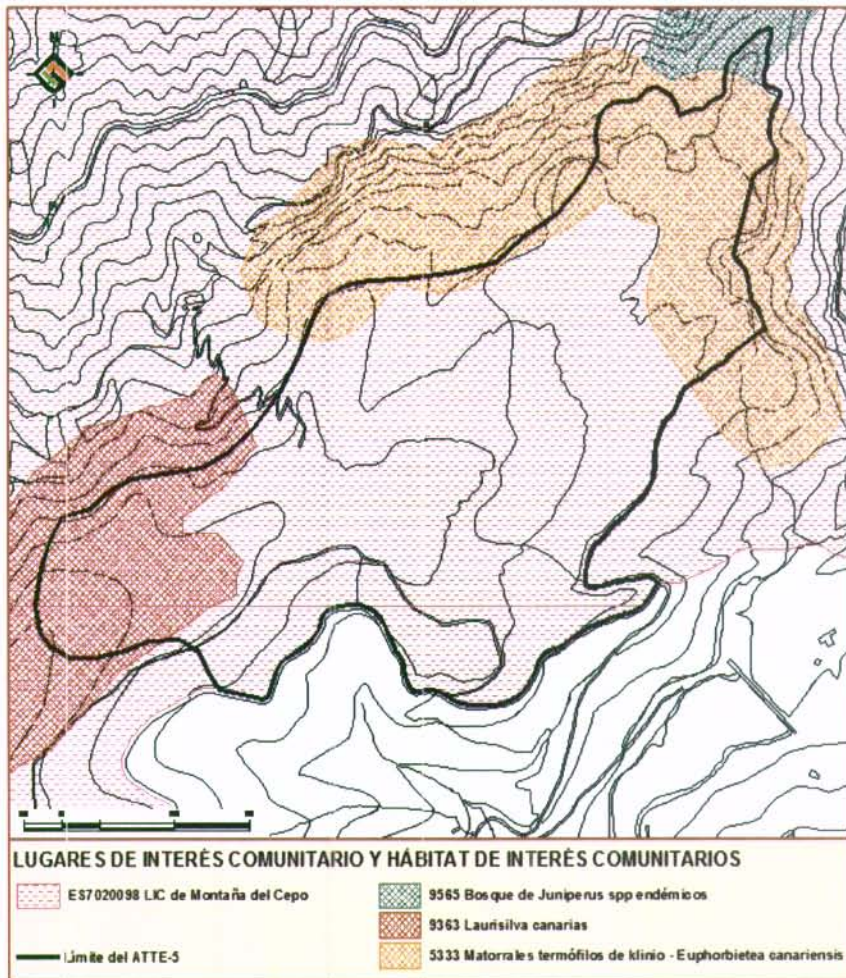 LUGARES DE INTERÉS COMUNITARIO Y HÁBITAT DE INTERÉS COMUNITARIOS
ES7020098 LIC de Montaña del Cepo
Límite del ATTE-5
9565 Bosque de Juniperus spp endémicos
9363 Laurisilva canarias
5333 Matorrales termófilos de klinio - Euphorbietea canariensis